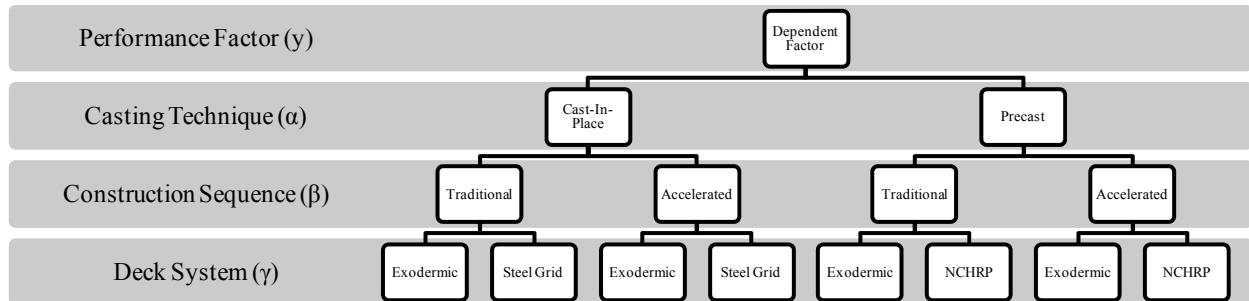 Performance Factor (y)
Dependent
Factor
Casting Technique (α)
Cast-In-
Place
Precast
Construction Sequence (β)
Traditional
Accelerated
Traditional
Accelerated
Deck System (γ)
Exodermic
Steel Grid
Exodermic
Steel Grid
Exodermic
NCHRP
Exodermic
NCHRP